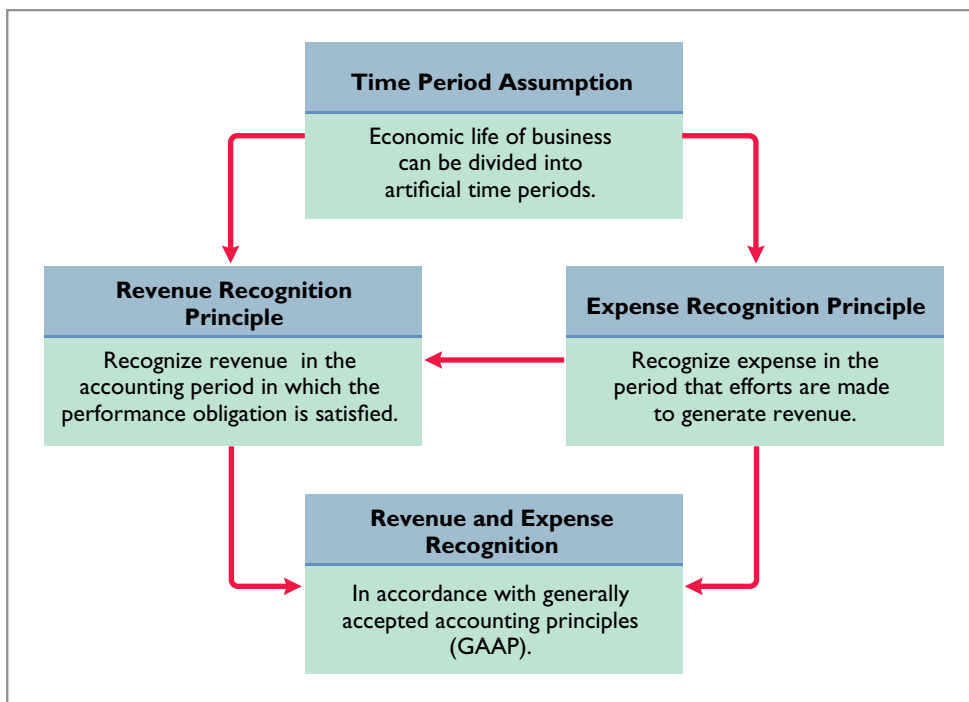 Time Period Assumption
Economic life of business
can be divided into
artificial time periods.
Revenue Recognition
Principle
Recognize revenue in the
accounting period in which the
performance obligation is satisfied.
Expense Recognition Principle
Recognize expense in the
period that efforts are made
to generate revenue.
Revenue and Expense
Recognition
In accordance with generally
accepted accounting principles
(GAAP).